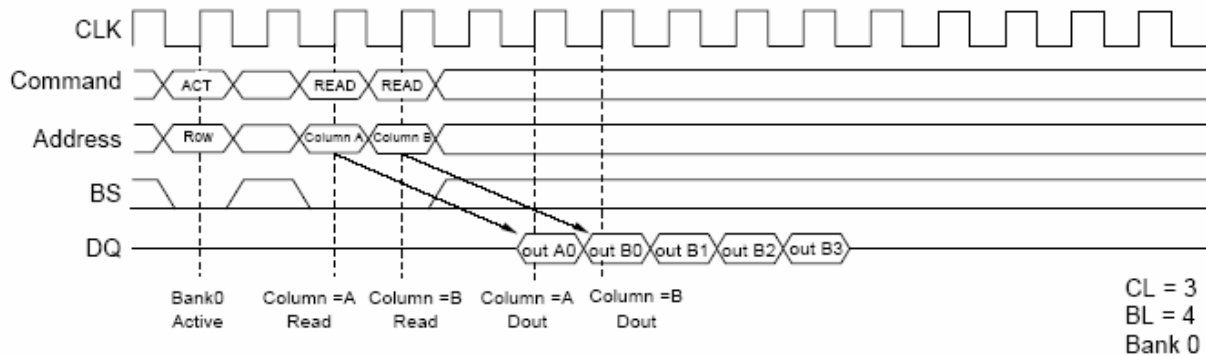 CLK
Command ACT READ READ
Address Row Column A Column B
BS
DQ out A0 out B0 out B1 out B2 out B3
Bank0 Column =A Column =B Column =A Column =B
Active Read Read Dout Dout
CL = 3
BL = 4
Bank 0